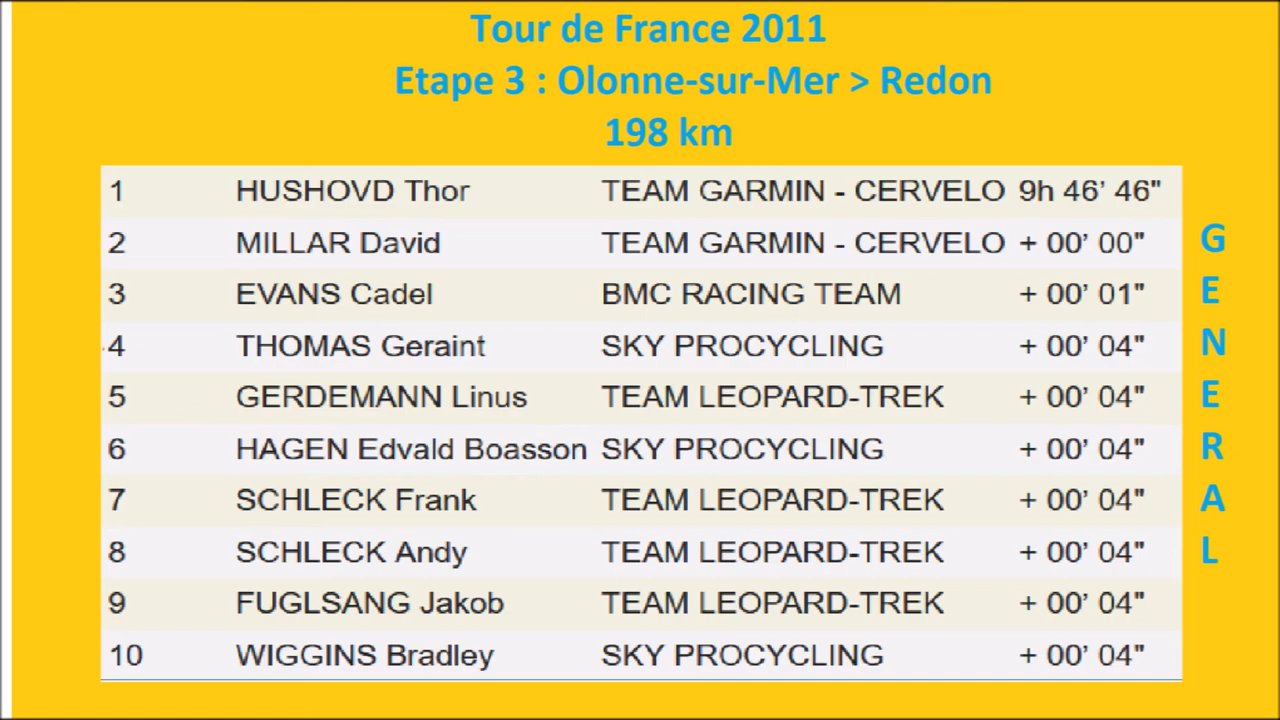 Tour de France 2011
Etape 3 : Olonne-sur-Mer > Redon
198 km
1 HUSHOVD Thor TEAM GARMIN - CERVELO 9h 46’ 46"
2 MILLAR David TEAM GARMIN - CERVELO + 00’ 00"
3 EVANS Cadel BMC RACING TEAM + 00’ 01"
4 THOMAS Geraint SKY PROCYCLING + 00’ 04"
5 GERDEMANN Linus TEAM LEOPARD-TREK + 00’ 04"
6 HAGEN Edvald Boasson SKY PROCYCLING + 00’ 04"
7 SCHLECK Frank TEAM LEOPARD-TREK + 00’ 04"
8 SCHLECK Andy TEAM LEOPARD-TREK + 00’ 04"
9 FUGLSANG Jakob TEAM LEOPARD-TREK + 00’ 04"
10 WIGGINS Bradley SKY PROCYCLING + 00’ 04"
G
E
N
E
R
A
L